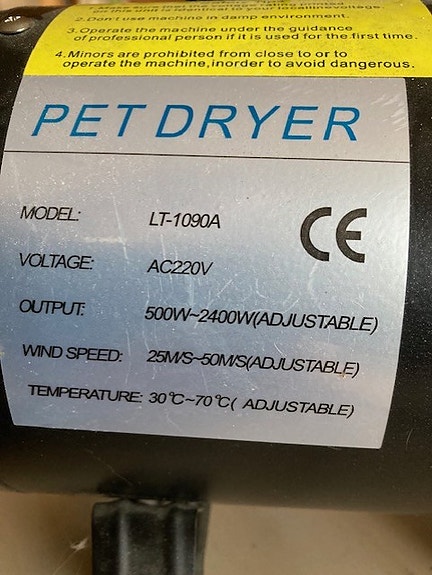 2.Don't use machine in damp environment.
3.Operate the machine under the guidance
of professional person if it is used for the first time.
4.Minors are prohibited from close to or to
operate the machine,inorder to avoid dangerous.
PET DRYER
MODEL: LT-1090A
CE
VOLTAGE: AC220V
OUTPUT: 500W~2400W(ADJUSTABLE)
WIND SPEED: 25M/S~50M/S(ADJUSTABLE)
TEMPERATURE: 30℃~70℃( ADJUSTABLE)